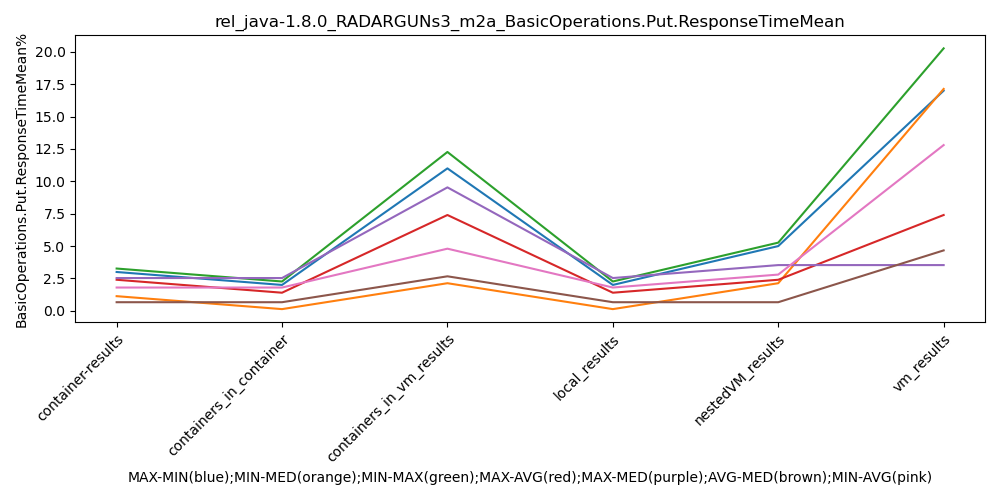 rel_java-1.8.0_RADARGUNs3_m2a_BasicOperations.Put.ResponseTimeMean
BasicOperations.Put.ResponseTimeMean%
20.0
17.5
15.0
12.5
10.0
7.5
5.0
2.5
0.0
container-results
containers_in_container
containers_in_vm_results
local_results
nestedVM_results
vm_results
MAX-MIN(blue);MIN-MED(orange);MIN-MAX(green);MAX-AVG(red);MAX-MED(purple);AVG-MED(brown);MIN-AVG(pink)